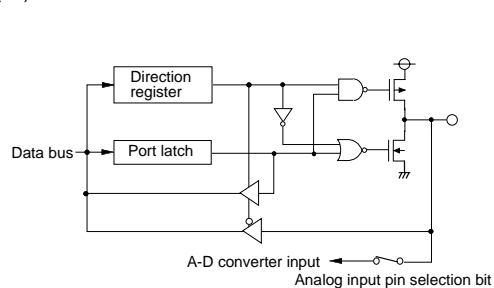 Direction
register
Data bus
Port latch
A-D converter input
Analog input pin selection bit